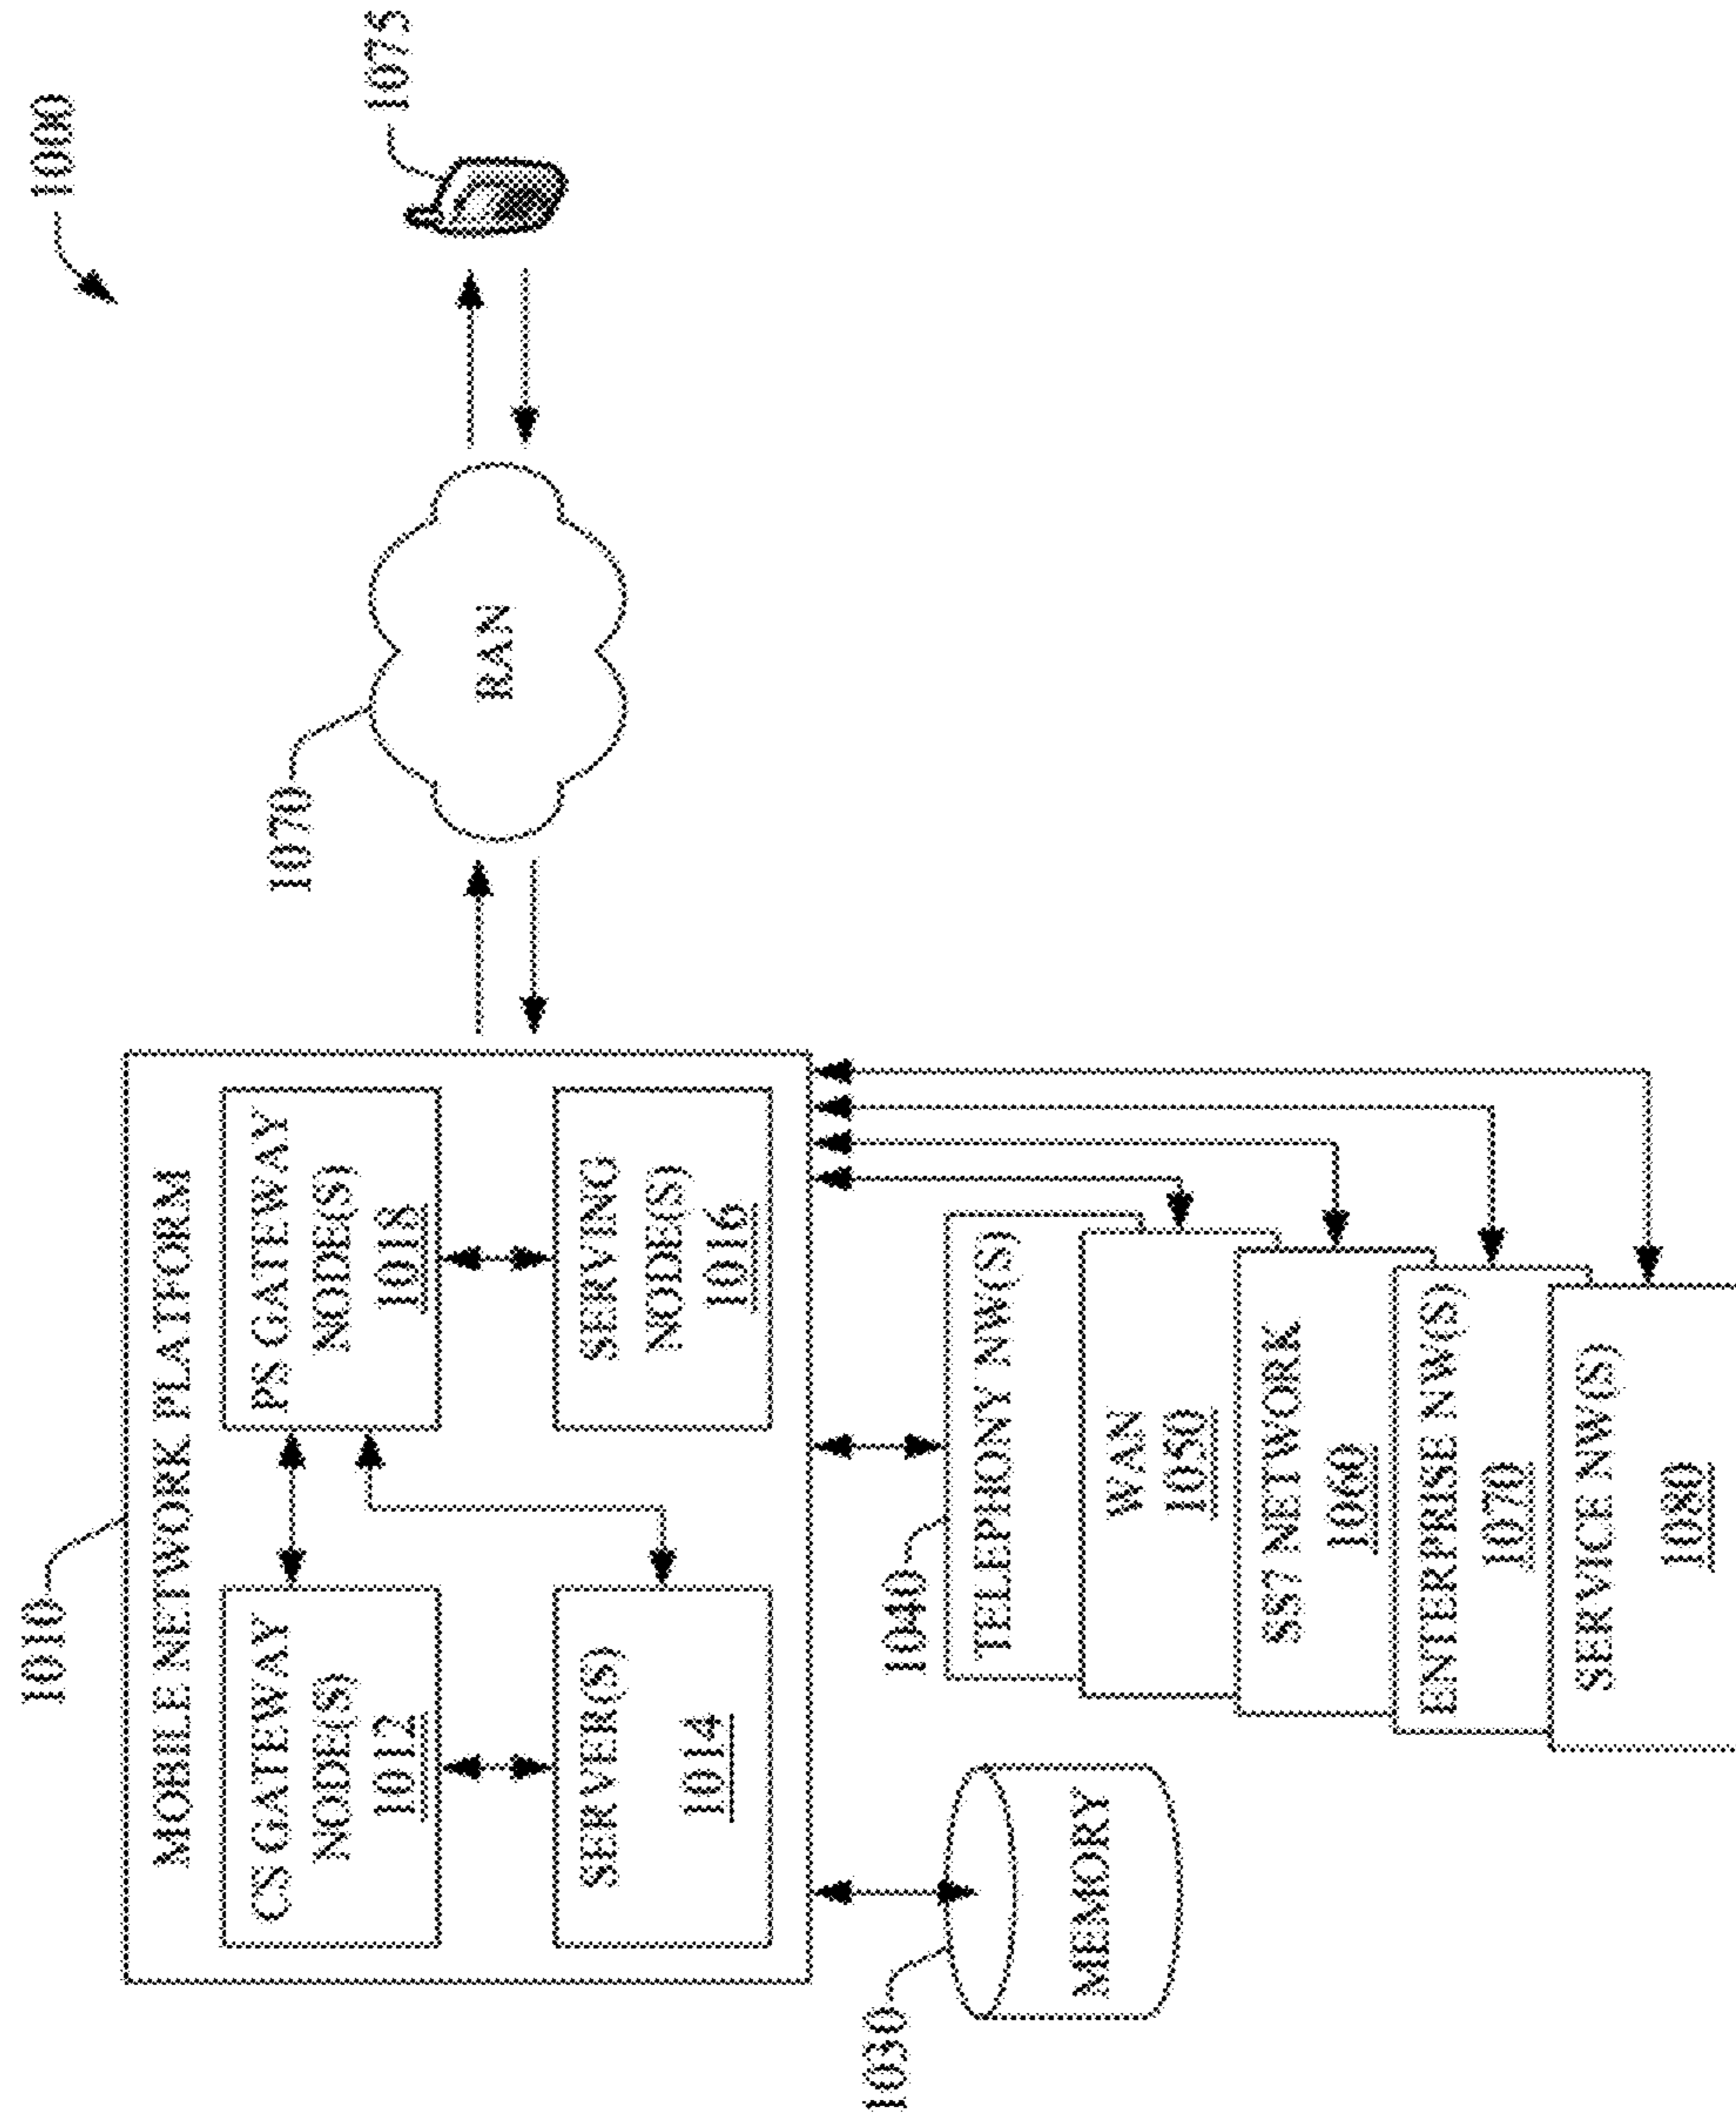 1000
1010
MOBILE NETWORK PLATFORM
CS GATEWAY
NODE(S)
1012
PS GATEWAY
NODE(S)
1018
SERVER(S)
1014
SERVING
NODE(S)
1016
1070
RAN
1075
1030
MEMORY
1040
TELEPHONY NW(S)
WAN
1050
SS7 NETWORK
1060
ENTERPRISE NW(S)
1070
SERVICE NW(S)
1080